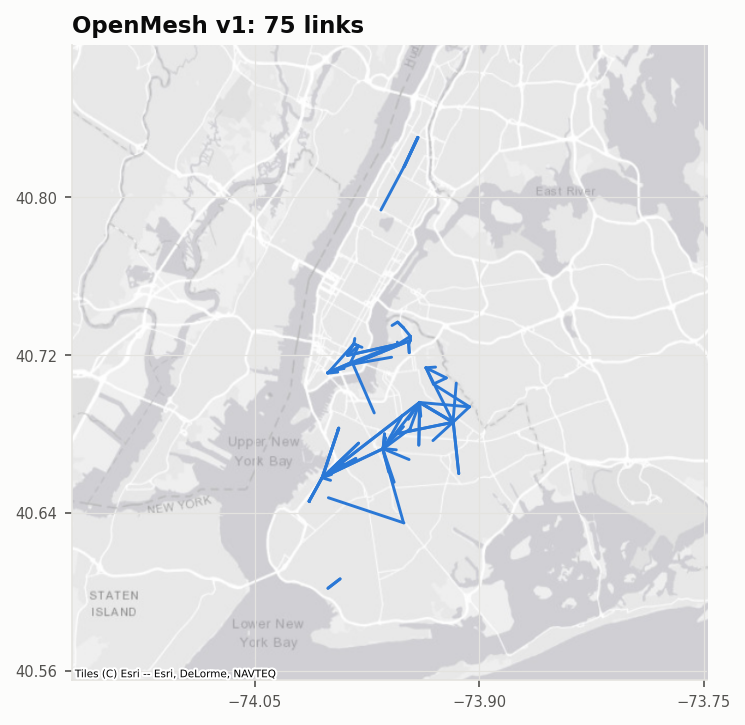 OpenMesh v1: 75 links
40.80
East River
40.72
Upper New
York Bay
40.64
NEW YORK
STATEN
ISLAND
Lower New
York Bay
40.56
Tiles (C) Esri -- Esri, DeLorme, NAVTEQ
−74.05
−73.90
−73.75